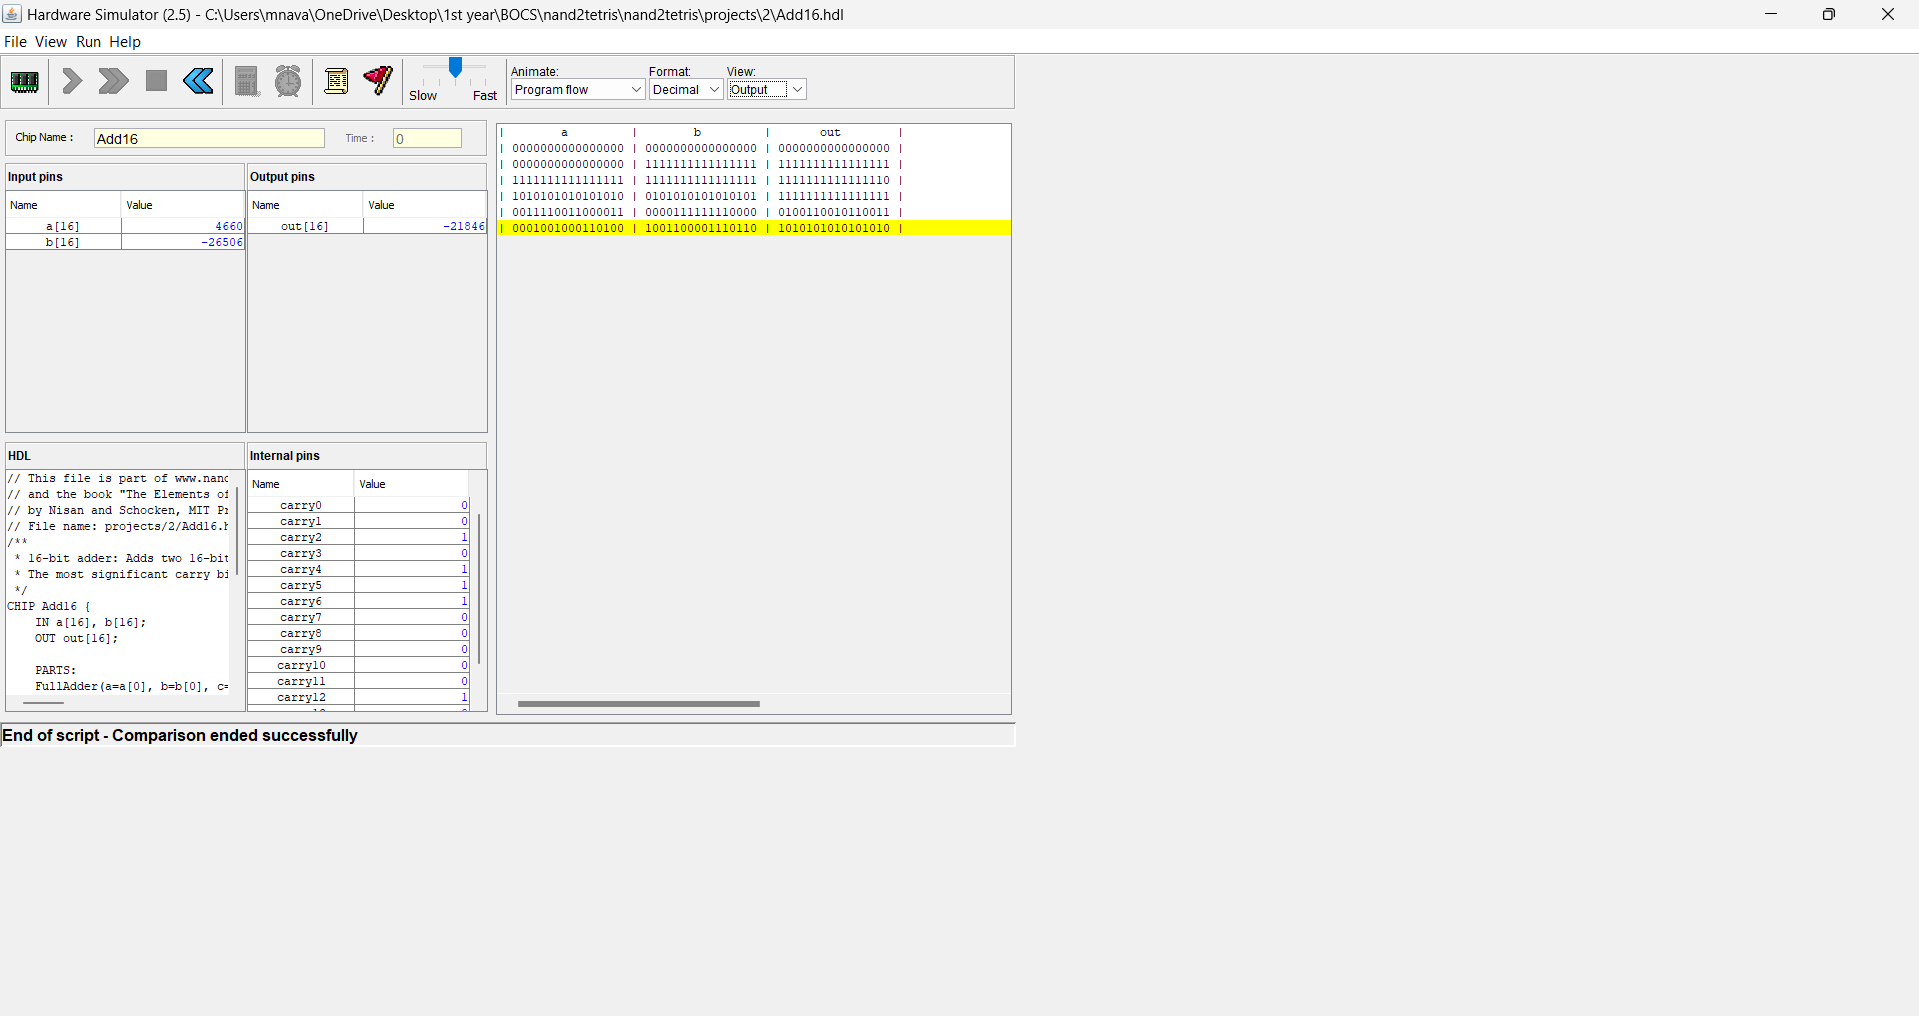 Hardware Simulator (2.5) - C:\Users\mnava\OneDrive\Desktop\1st year\BOCS\nand2tetris\nand2tetris\projects\2\Add16.hdl
File View Run Help
Slow Fast
Animate: Format: View:
Program flow Decimal Output
Chip Name : Add16 Time : 0
Input pins
Name Value
a[16] 4660
b[16] -26506
Output pins
Name Value
out[16] -21846
HDL
// This file is part of www.nand
// and the book "The Elements of
// by Nisan and Schocken, MIT Pr
// File name: projects/2/Add16.h
/**
* 16-bit adder: Adds two 16-bit
* The most significant carry bi
*/
CHIP Add16 {
IN a[16], b[16];
OUT out[16];
PARTS:
FullAdder(a=a[0], b=b[0], c=
Internal pins
Name Value
carry0 0
carry1 0
carry2 1
carry3 0
carry4 1
carry5 1
carry6 1
carry7 0
carry8 0
carry9 0
carry10 0
carry11 0
carry12 1
| a | b | out |
| 0000000000000000 | 0000000000000000 | 0000000000000000 |
| 0000000000000000 | 1111111111111111 | 1111111111111111 |
| 1111111111111111 | 1111111111111111 | 1111111111111110 |
| 1010101010101010 | 0101010101010101 | 1111111111111111 |
| 0011110011000011 | 0000111111110000 | 0100110010110011 |
| 0001001000110100 | 1001100001110110 | 1010101010101010 |
End of script - Comparison ended successfully